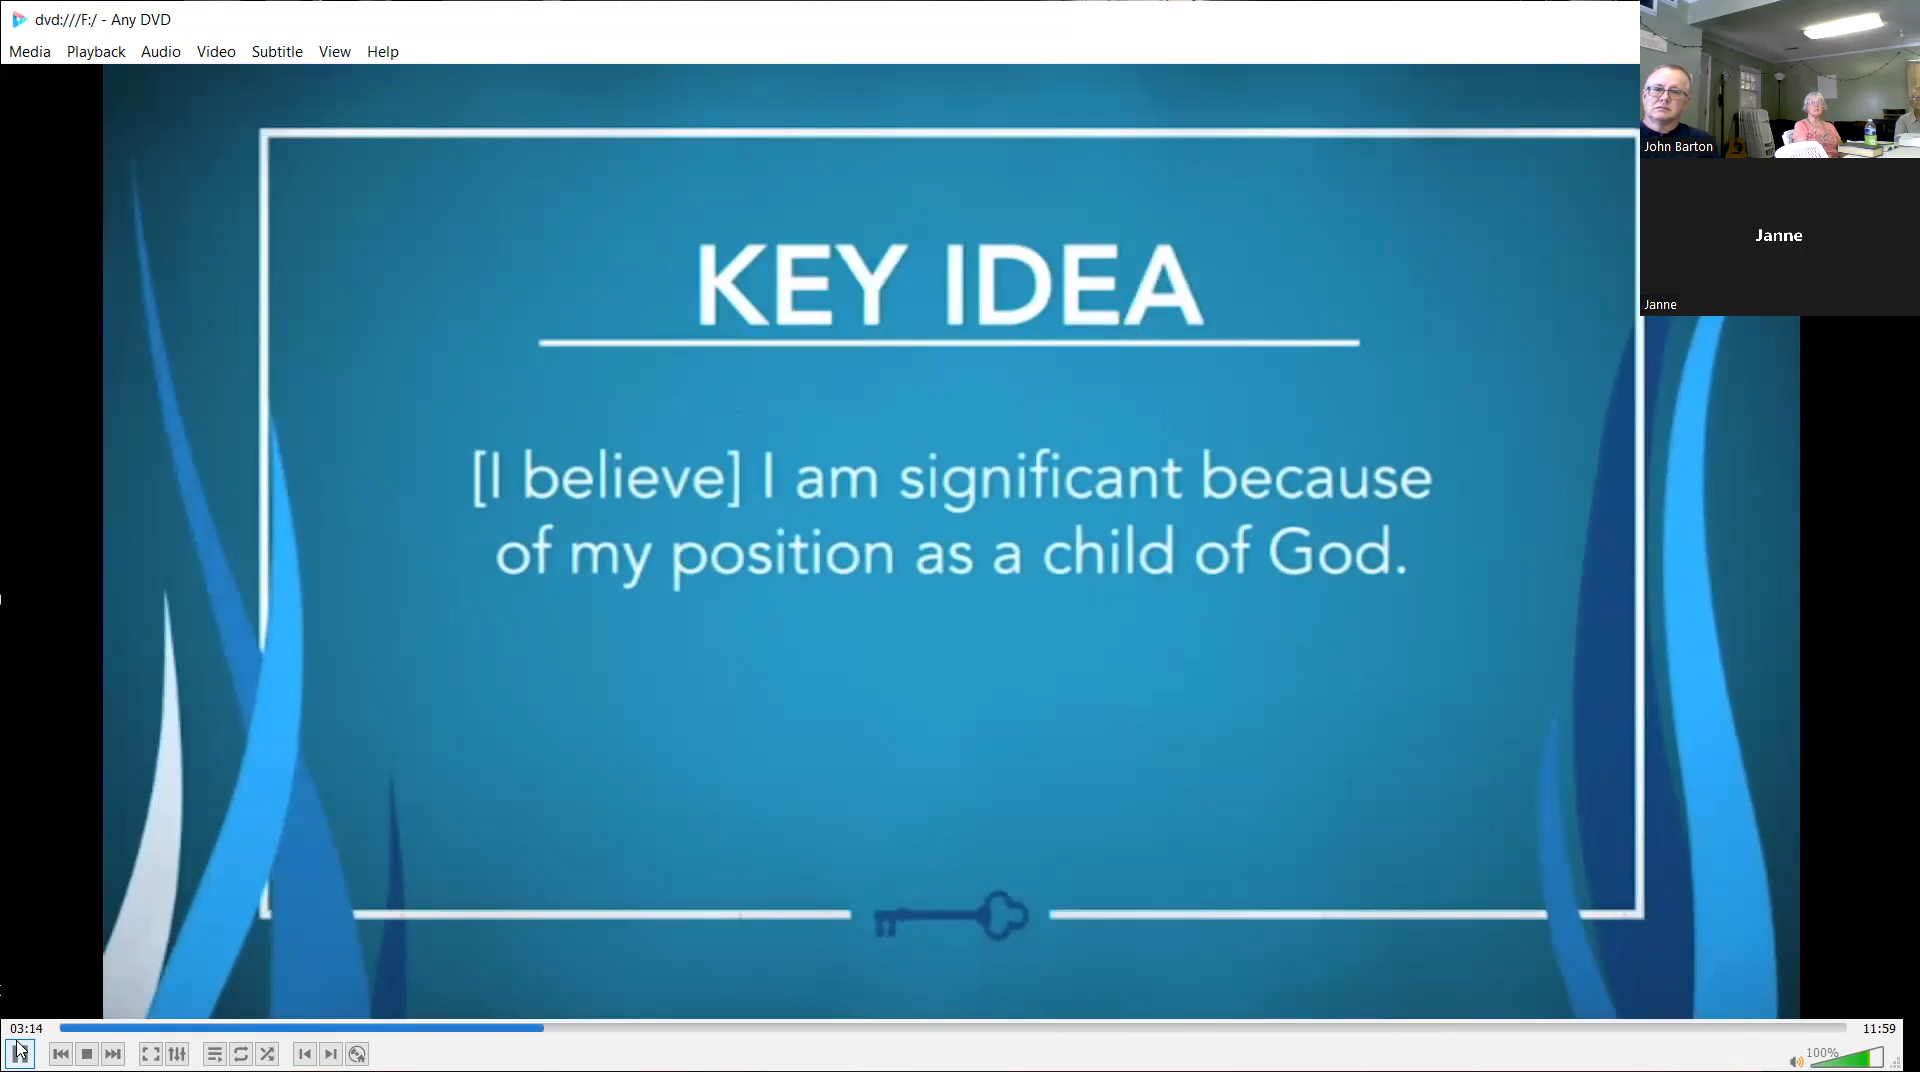 dvd:///F:/ - Any DVD
Media Playback Audio Video Subtitle View Help
John Barton
Janne
Janne
KEY IDEA
[I believe] I am significant because
of my position as a child of God.
03:14
11:59
100%